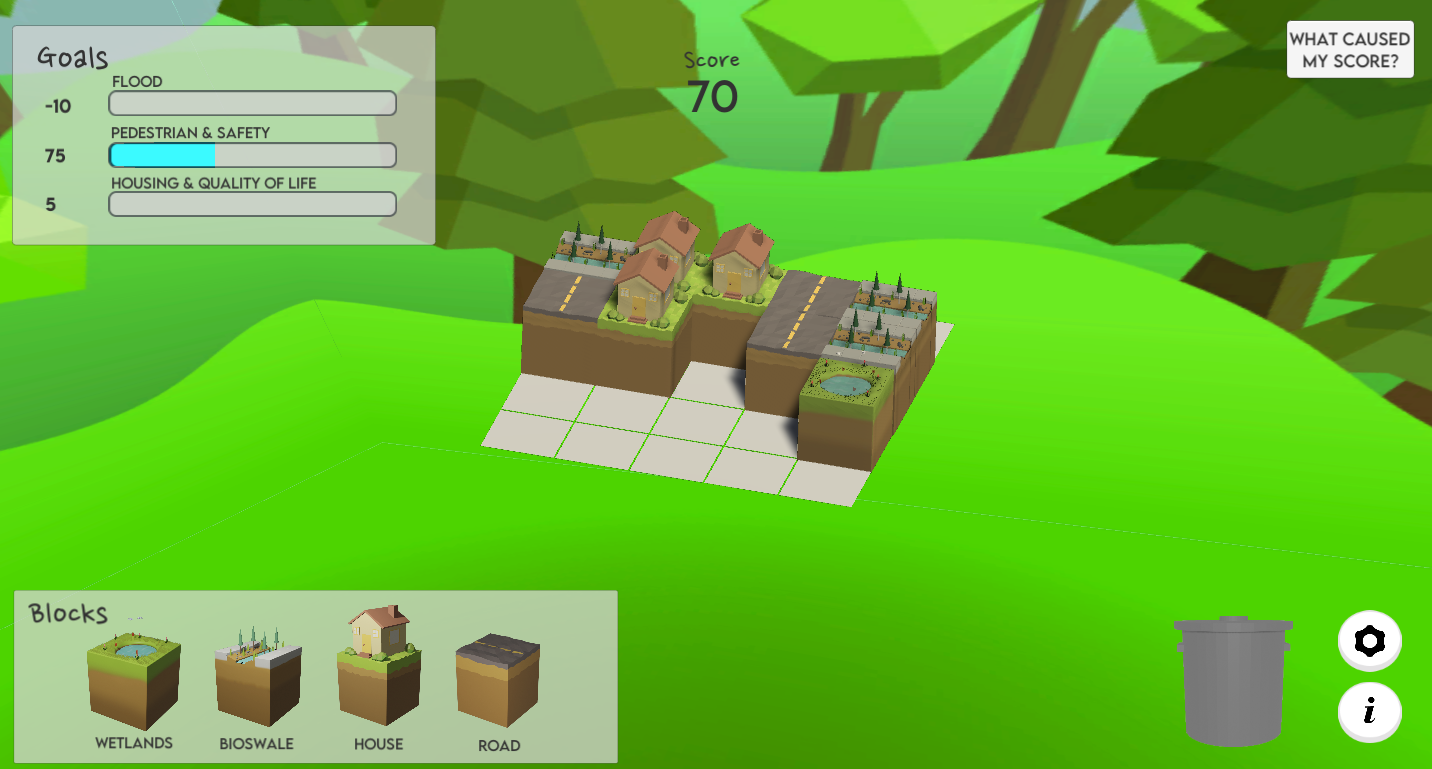 Goals
FLOOD
-10
PEDESTRIAN & SAFETY
75
HOUSING & QUALITY OF LIFE
5
Score
70
WHAT CAUSED
MY SCORE?
Blocks
WETLANDS
BIOSWALE
HOUSE
ROAD
i